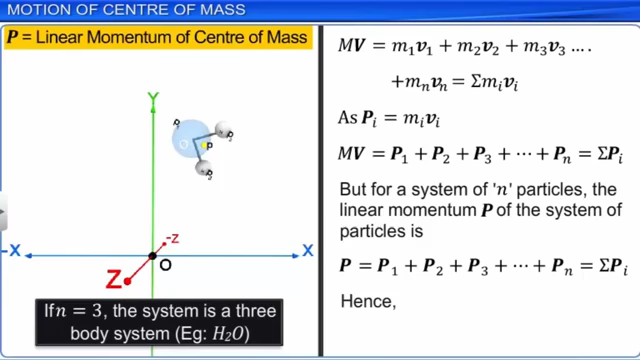 MOTION OF CENTRE OF MASS
P = Linear Momentum of Centre of Mass
Y
O
P
-X
X
-Z
O
Z
If n = 3, the system is a three
body system (Eg: H₂O)
MV = m₁v₁ + m₂v₂ + m₃v₃ ....
+mₙvₙ = Σmᵢvᵢ
As Pᵢ = mᵢvᵢ
MV = P₁ + P₂ + P₃ + ⋯ + Pₙ = ΣPᵢ
But for a system of 'n' particles, the
linear momentum P of the system of
particles is
P = P₁ + P₂ + P₃ + ⋯ + Pₙ = ΣPᵢ
Hence,